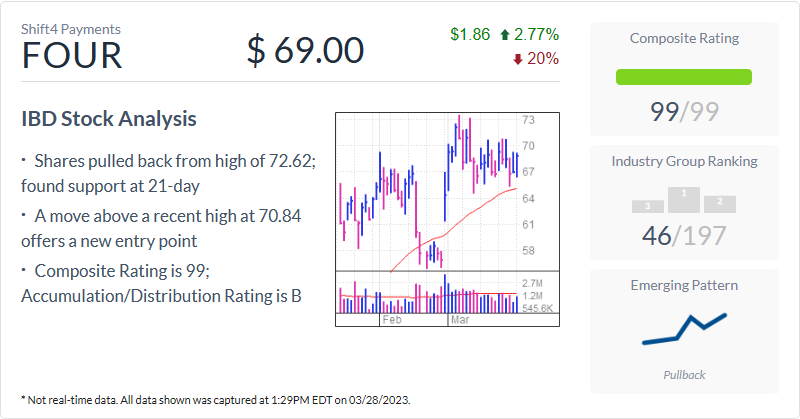 Shift4 Payments
FOUR
$ 69.00
$1.86 2.77%
20%
IBD Stock Analysis
• Shares pulled back from high of 72.62;
found support at 21-day
• A move above a recent high at 70.84
offers a new entry point
• Composite Rating is 99;
Accumulation/Distribution Rating is B
73
70
67
64
61
58
2.7M
1.2M
545.6K
Feb
Mar
Composite Rating
99/99
Industry Group Ranking
3
1
2
46/197
Emerging Pattern
Pullback
* Not real-time data. All data shown was captured at 1:29PM EDT on 03/28/2023.